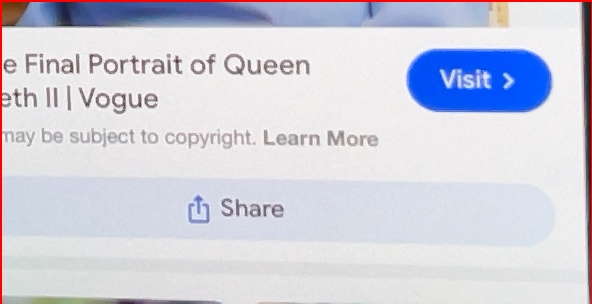 e Final Portrait of Queen
eth II | Vogue
Visit >
may be subject to copyright. Learn More
Share